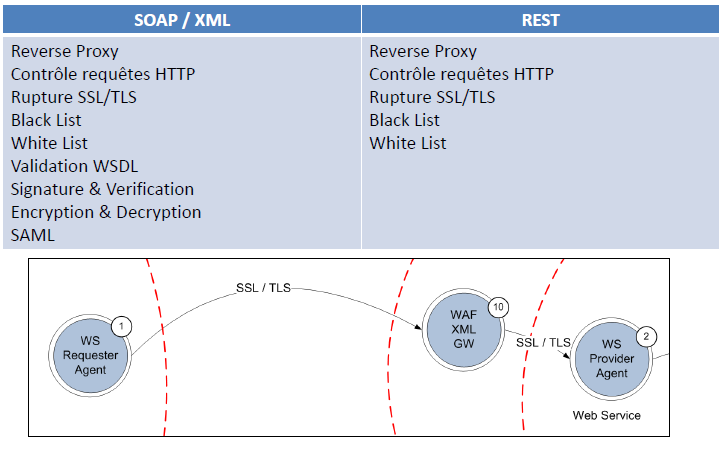 SOAP / XML
REST
Reverse Proxy
Contrôle requêtes HTTP
Rupture SSL/TLS
Black List
White List
Validation WSDL
Signature & Verification
Encryption & Decryption
SAML
Reverse Proxy
Contrôle requêtes HTTP
Rupture SSL/TLS
Black List
White List
SSL / TLS
1
WS
Requester
Agent
10
WAF
XML
GW
SSL / TLS
2
WS
Provider
Agent
Web Service